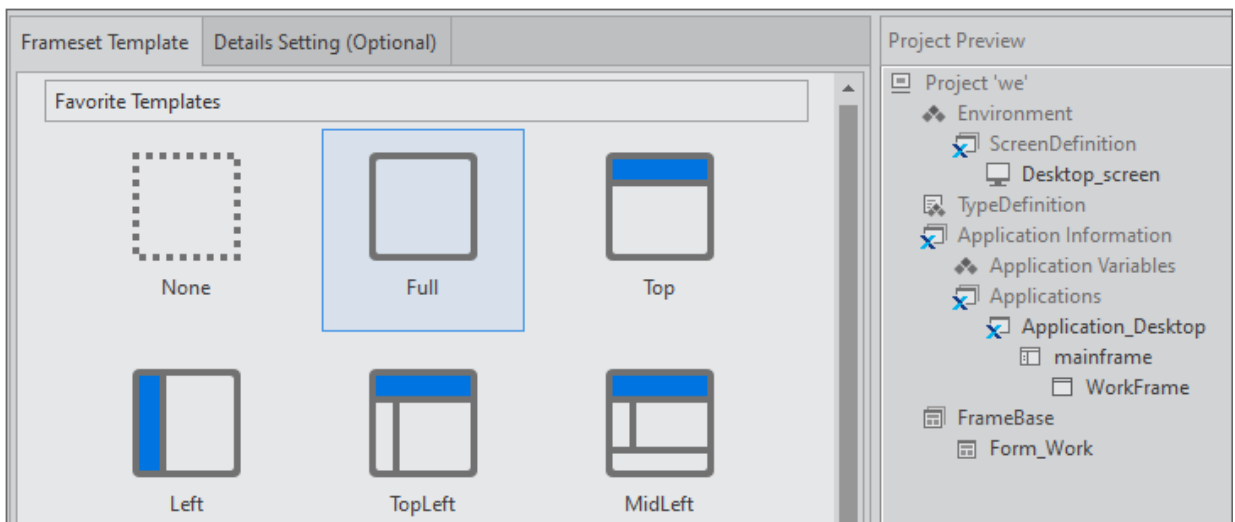 Frameset Template
Details Setting (Optional)
Favorite Templates
None
Full
Top
Left
TopLeft
MidLeft
Project Preview
Project 'we'
Environment
ScreenDefinition
Desktop_screen
TypeDefinition
Application Information
Application Variables
Applications
Application_Desktop
mainframe
WorkFrame
FrameBase
Form_Work